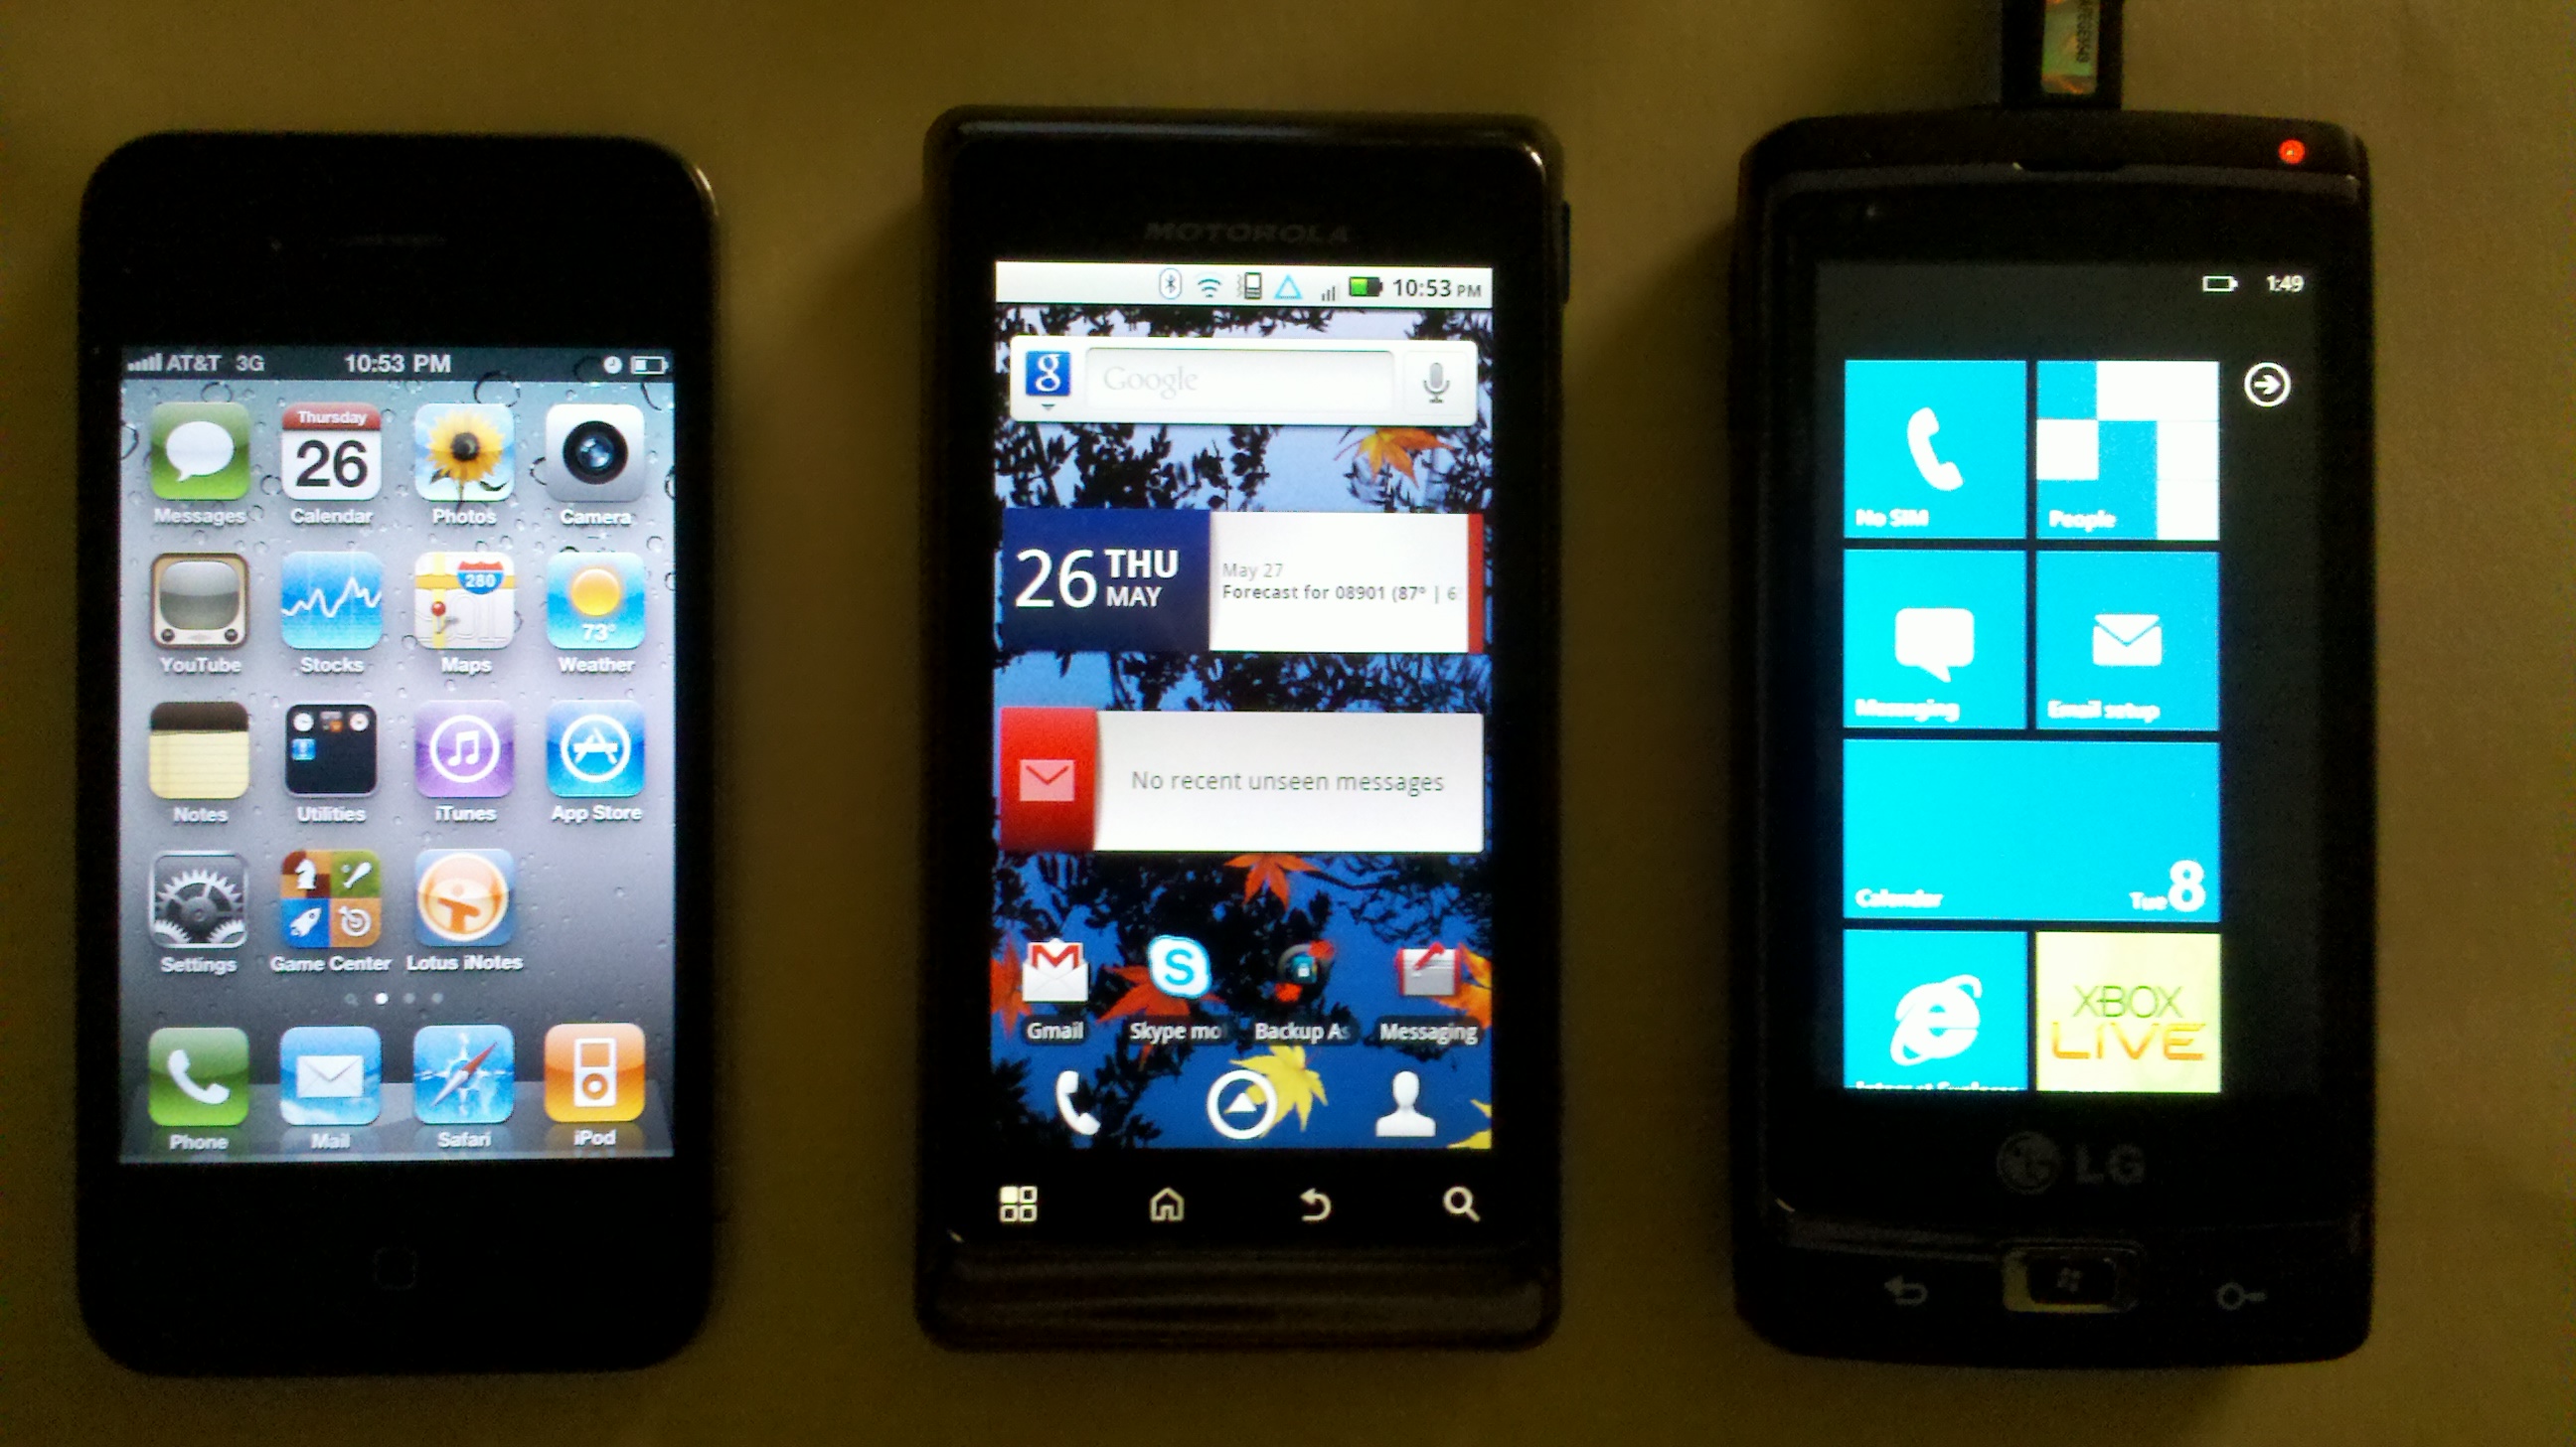 AT&T 3G 10:53 PM
Thursday
26
Messages Calendar Photos Camera
280
73°
YouTube Stocks Maps Weather
Notes Utilities iTunes App Store
Settings Game Center Lotus iNotes
Phone Mail Safari iPod
MOTOROLA
10:53 PM
g Google
26 THU
MAY
May 27
Forecast for 08901 (87° | 6
No recent unseen messages
Gmail Skype mo Backup As Messaging
1:49
No SIM People
Messaging Email setup
Calendar Tue 8
XBOX
LIVE
Internet Explorer
LG